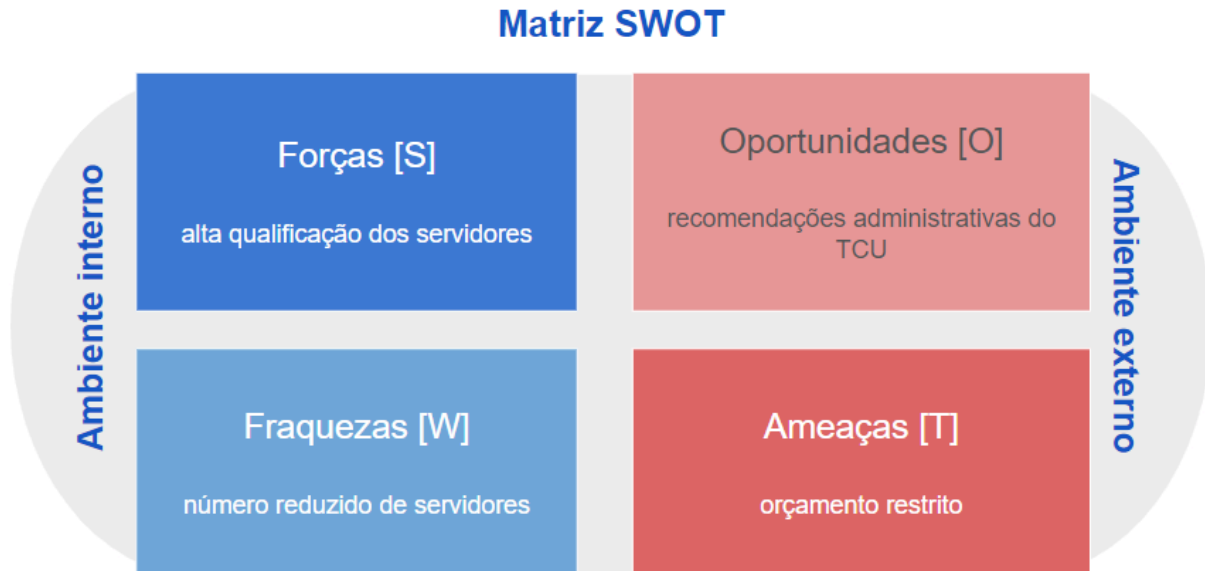 Matriz SWOT
Ambiente interno
Forças [S]
alta qualificação dos servidores
Oportunidades [O]
recomendações administrativas do
TCU
Fraquezas [W]
número reduzido de servidores
Ameaças [T]
orçamento restrito
Ambiente externo